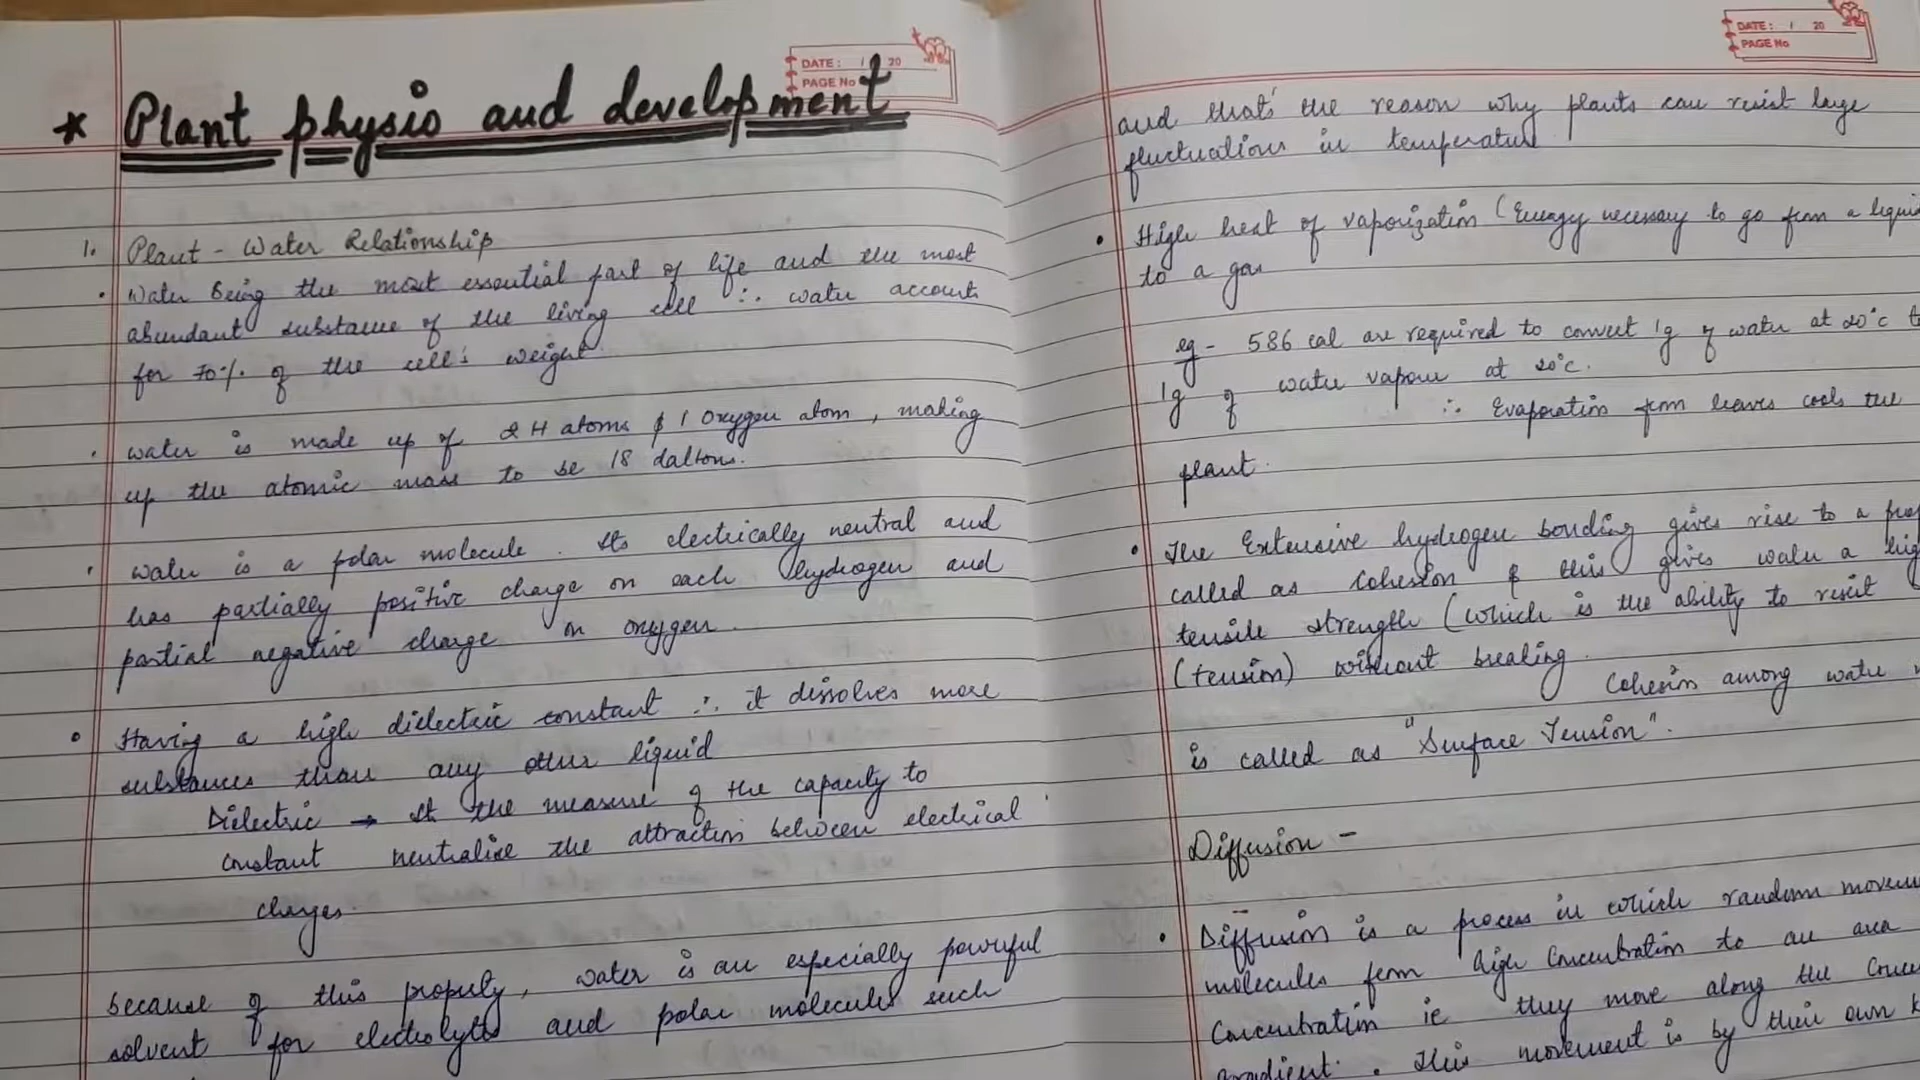 DATE: / 20
PAGE No
* Plant physio and development
1. Plant - Water Relationship
• Water Being the most essential part of life and the most
abundant substance of the living cell ∴ water accounts
for 70% of the cell's weight.
• water is made up of 2 H atoms & 1 Oxygen atom, making
up the atomic mass to be 18 daltons.
• water is a polar molecule. Its electrically neutral and
has partially positive charge on each hydrogen and
partial negative charge on oxygen.
• Having a high dielectric constant ∴ it dissolves more
substances than any other liquid
Dielectric → It the measure of the capacity to
constant neutralise the attraction between electrical
charges.
because of this property, water is an especially powerful
solvent for electrolytes and polar molecules such
DATE: / 20
PAGE No
and that's the reason why plants can resist large
fluctuations in temperature
• High heat of vaporization (Energy necessary to go from a liquid
to a gas
eg - 586 cal are required to convert 1g of water at 20°c to
1g of water vapour at 20°c.
∴ Evaporation from leaves cools the
plant.
• The Extensive hydrogen bonding gives rise to a
called as Cohesion & this gives water a
tensile strength (which is the ability to resist
(tension) without breaking.
Cohesion among water
is called as "Surface Tension".
Diffusion -
• Diffusion is a process in which random
molecules from high Concentration to an area
Concentration ie they move along the
gradient. This movement is by their own